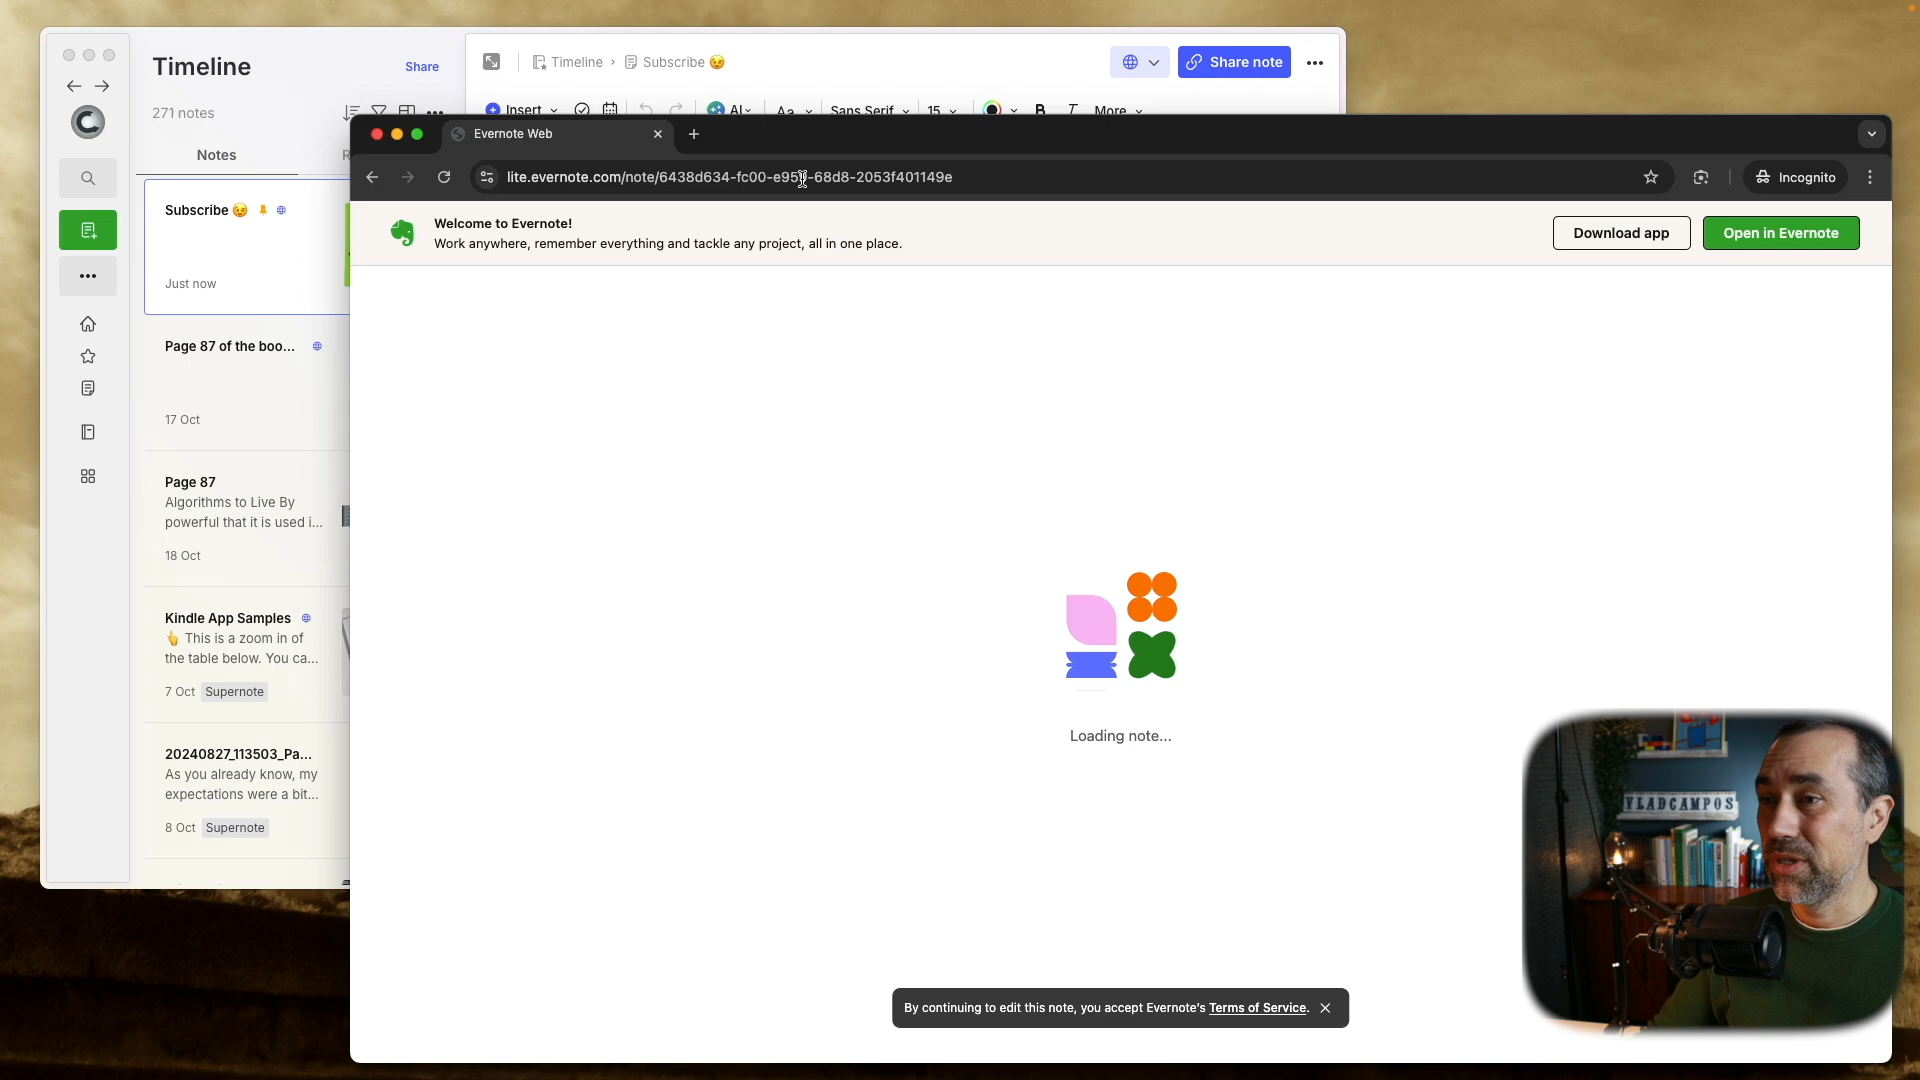 Timeline
Share
271 notes
Notes
Subscribe 😉
Just now
Page 87 of the boo...
17 Oct
Page 87
Algorithms to Live By
powerful that it is used i...
18 Oct
Kindle App Samples
👆 This is a zoom in of
the table below. You ca...
7 Oct Supernote
20240827_113503_Pa...
As you already know, my
expectations were a bit...
8 Oct Supernote
Timeline › Subscribe 😉
Share note
Insert AI Aa Sans Serif 15 B I More
Evernote Web
lite.evernote.com/note/6438d634-fc00-e95 -68d8-2053f401149e
Incognito
Welcome to Evernote!
Work anywhere, remember everything and tackle any project, all in one place.
Download app
Open in Evernote
Loading note...
By continuing to edit this note, you accept Evernote's Terms of Service.
VLADCAMPOS